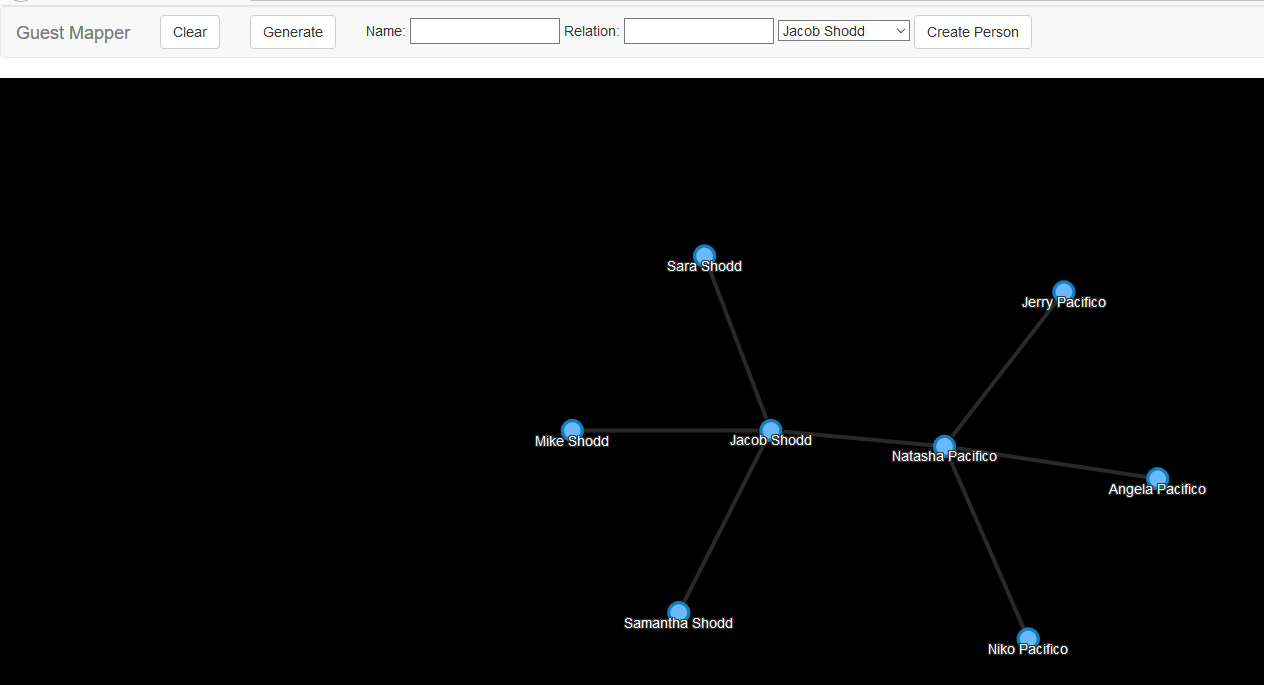 Guest Mapper Clear Generate Name: Relation: Jacob Shodd Create Person
Sara Shodd
Jerry Pacifico
Mike Shodd
Jacob Shodd
Natasha Pacifico
Angela Pacifico
Samantha Shodd
Niko Pacifico